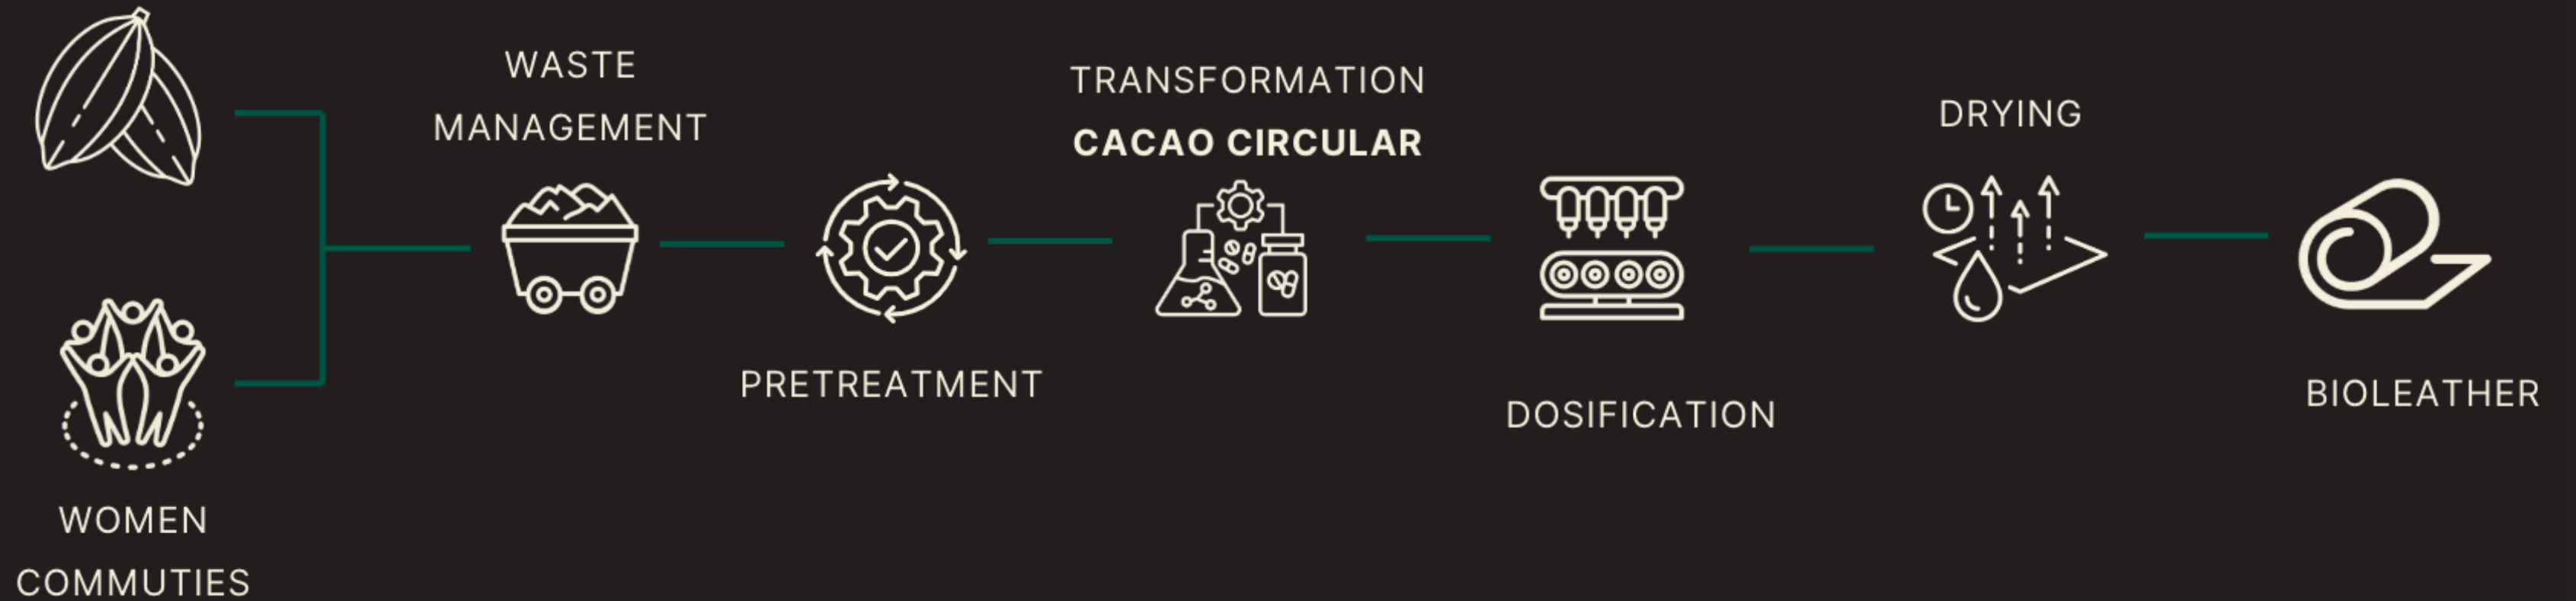 WASTE
MANAGEMENT
TRANSFORMATION
CACAO CIRCULAR
DRYING
PRETREATMENT
DOSIFICATION
BIOLEATHER
WOMEN
COMMUTIES